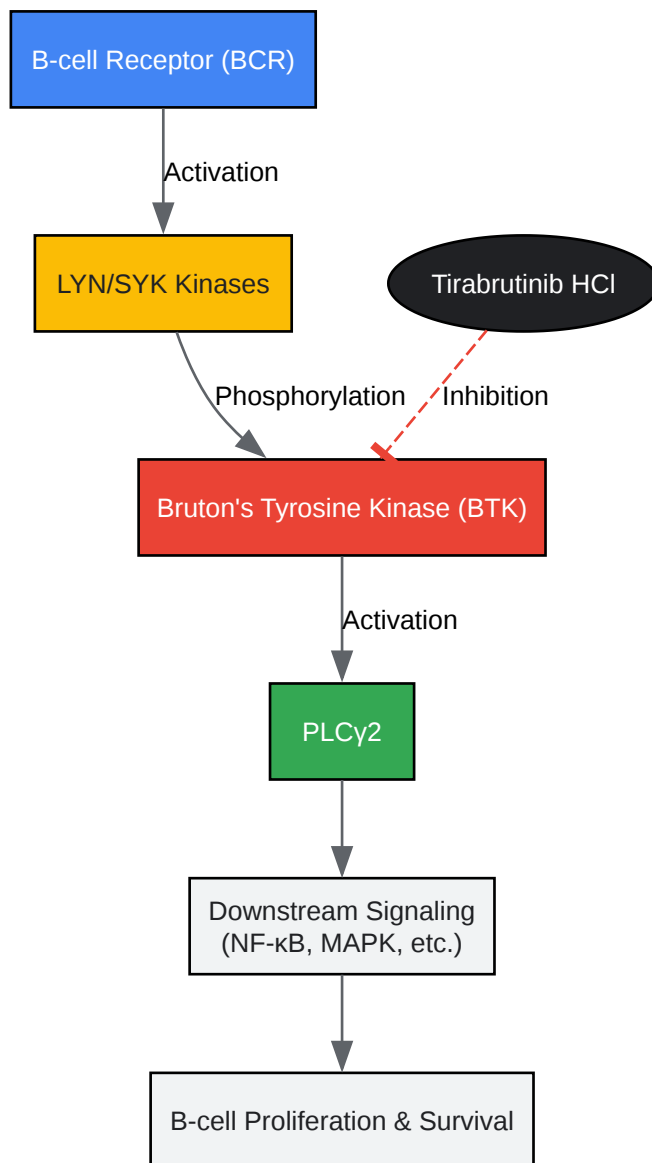 B-cell Receptor (BCR)
Activation
LYN/SYK Kinases
Tirabrutinib HCl
Phosphorylation
Inhibition
Bruton's Tyrosine Kinase (BTK)
Activation
PLCγ2
Downstream Signaling
(NF-κB, MAPK, etc.)
B-cell Proliferation & Survival